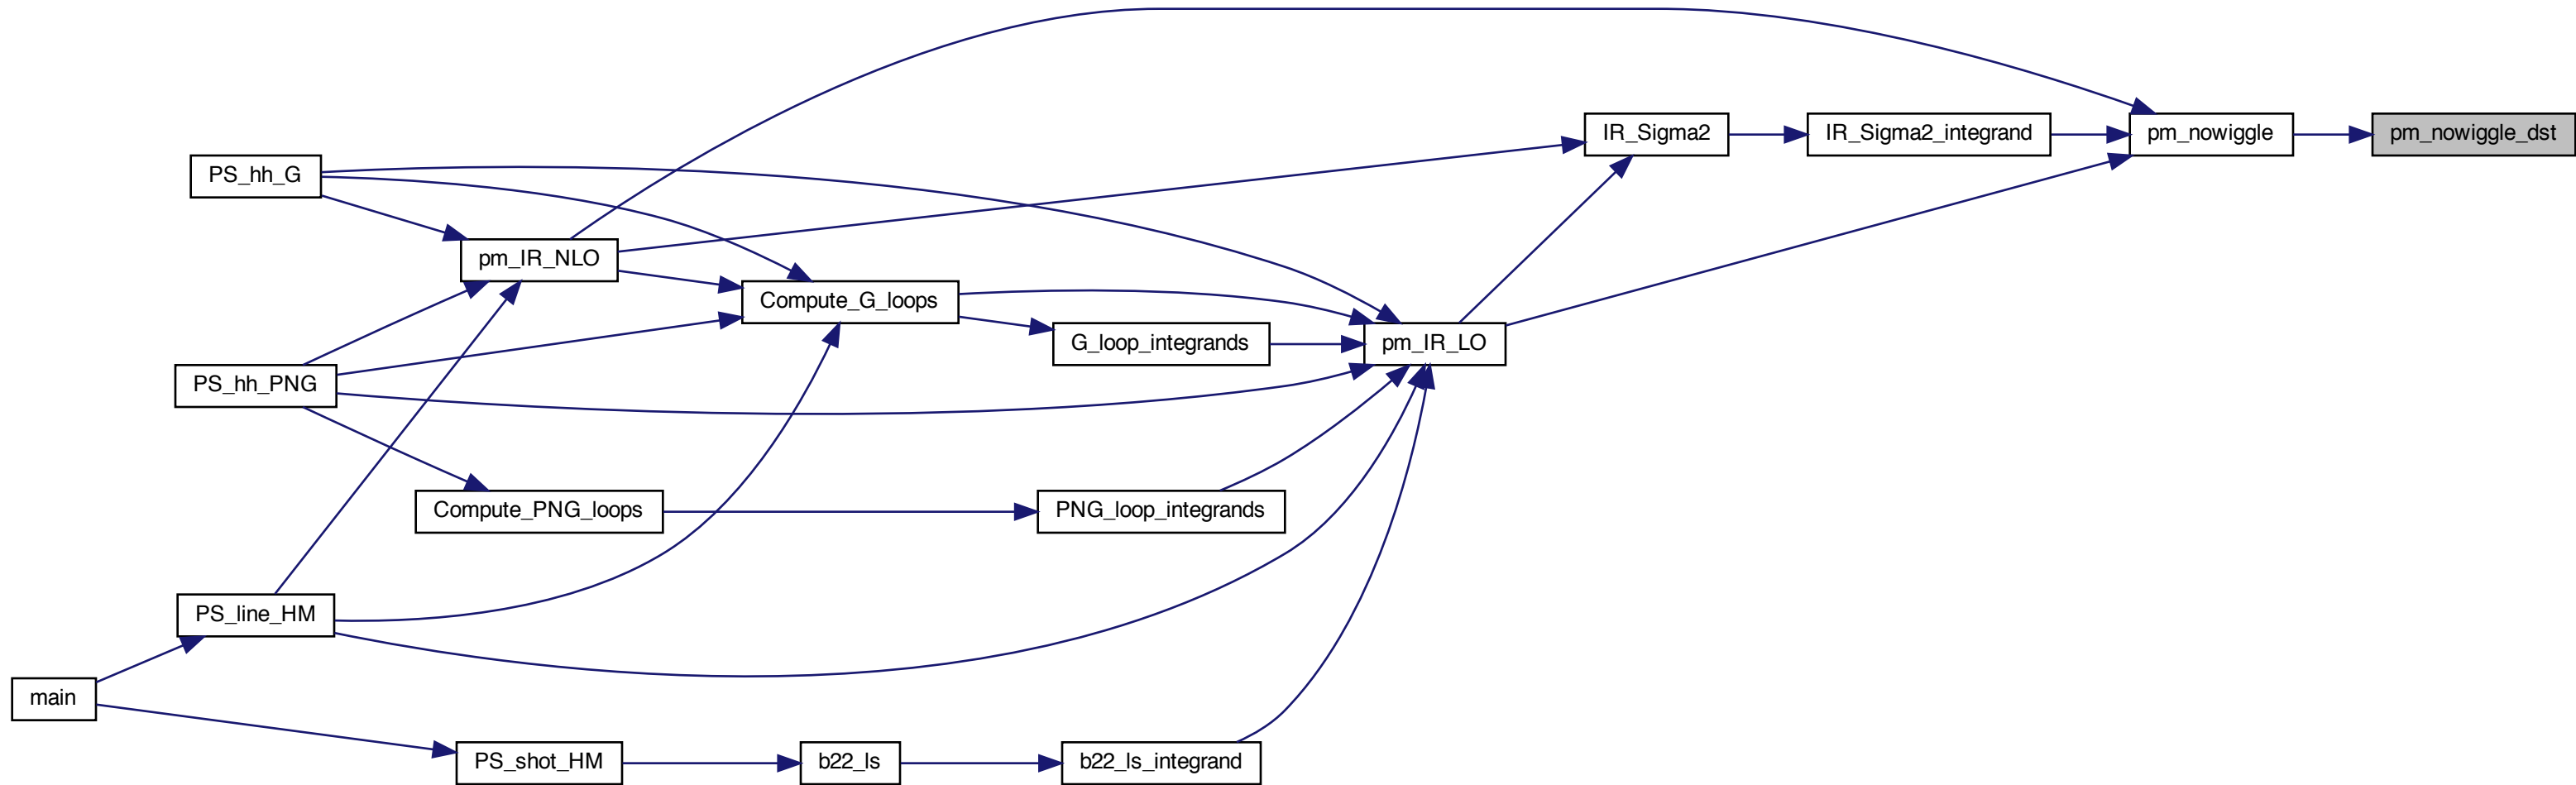 IR_Sigma2
IR_Sigma2_integrand
pm_nowiggle
pm_nowiggle_dst
PS_hh_G
pm_IR_NLO
Compute_G_loops
G_loop_integrands
pm_IR_LO
PS_hh_PNG
Compute_PNG_loops
PNG_loop_integrands
PS_line_HM
main
PS_shot_HM
b22_ls
b22_ls_integrand